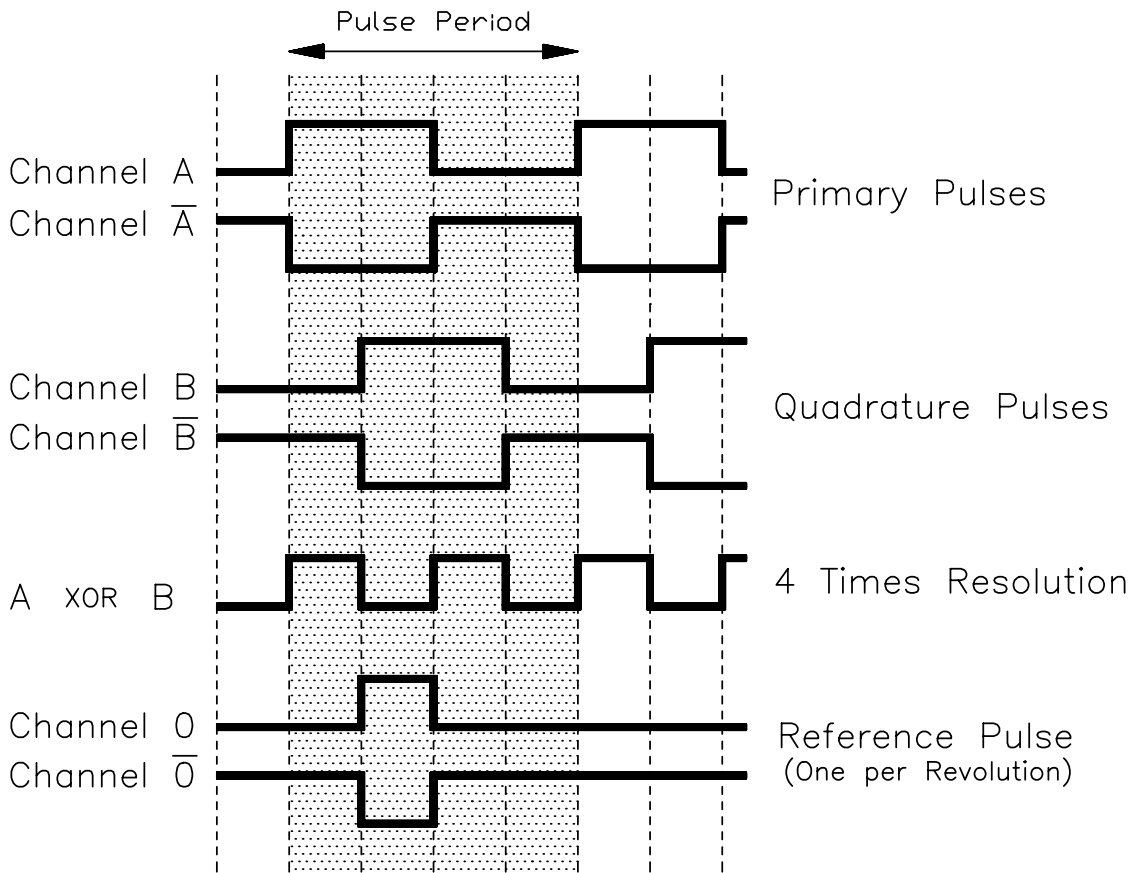 Pulse Period
Channel A
Channel A̅
Primary Pulses
Channel B
Channel B̅
Quadrature Pulses
A XOR B
4 Times Resolution
Channel 0
Channel 0̅
Reference Pulse
(One per Revolution)